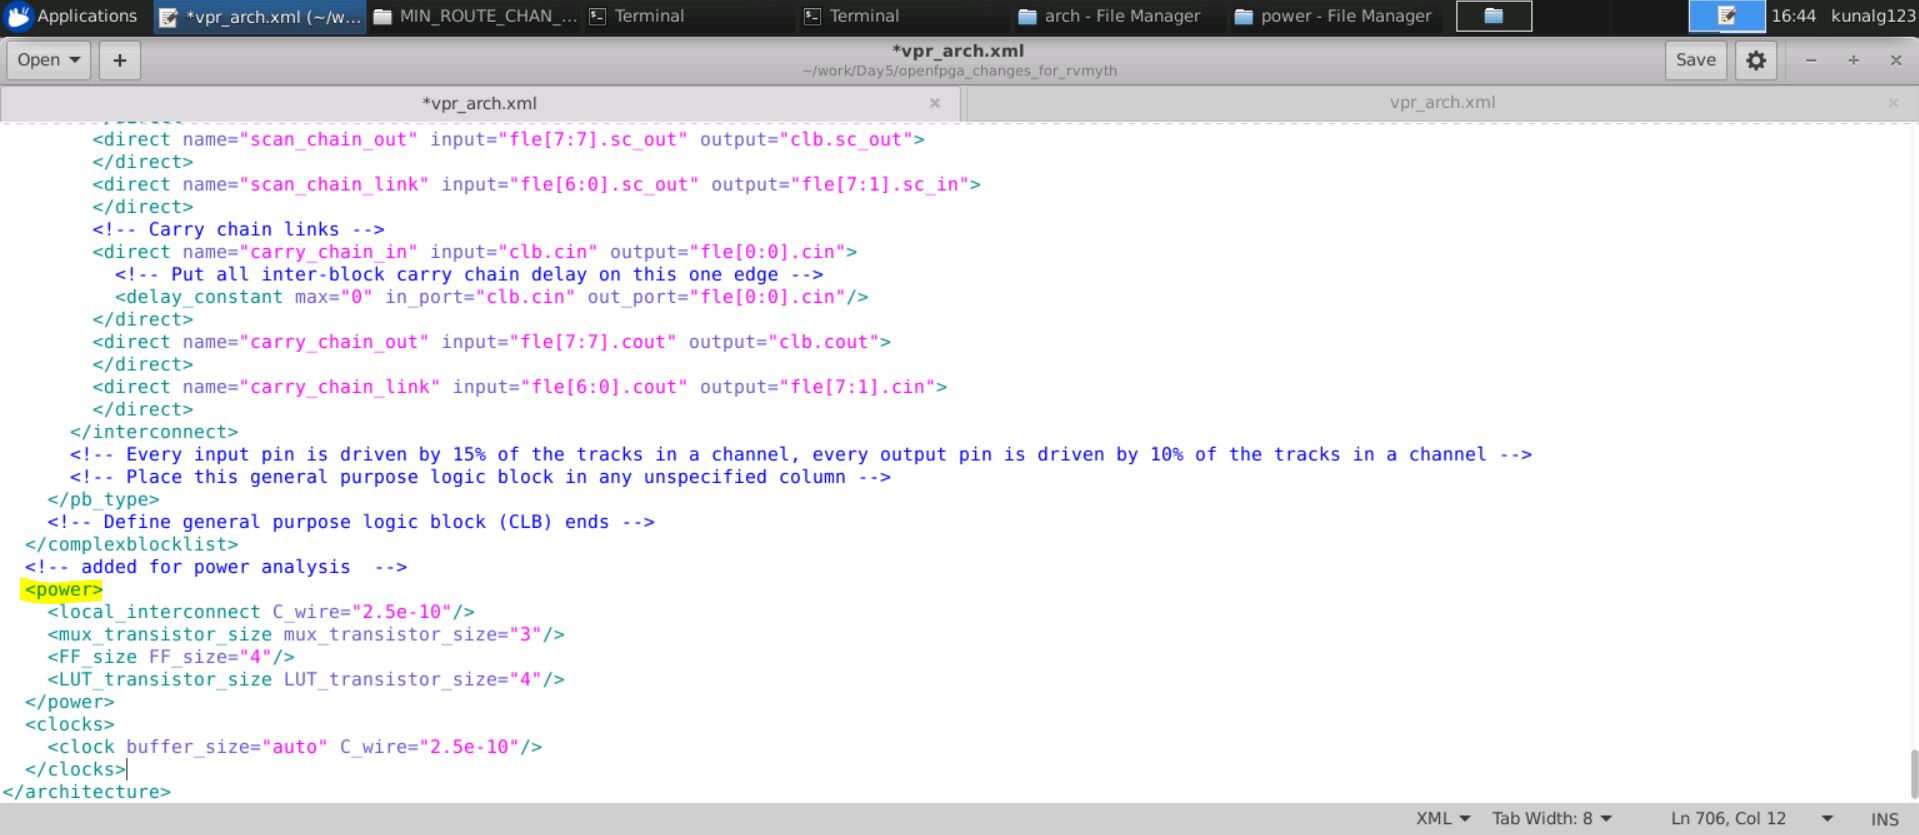 Applications
*vpr_arch.xml (~/w...
MIN_ROUTE_CHAN_...
Terminal
Terminal
arch - File Manager
power - File Manager
16:44
kunalg123
Open
+
*vpr_arch.xml
~/work/Day5/openfpga_changes_for_rvmyth
Save
*vpr_arch.xml
vpr_arch.xml
<direct name="scan_chain_out" input="fle[7:7].sc_out" output="clb.sc_out">
</direct>
<direct name="scan_chain_link" input="fle[6:0].sc_out" output="fle[7:1].sc_in">
</direct>
<!-- Carry chain links -->
<direct name="carry_chain_in" input="clb.cin" output="fle[0:0].cin">
<!-- Put all inter-block carry chain delay on this one edge -->
<delay_constant max="0" in_port="clb.cin" out_port="fle[0:0].cin"/>
</direct>
<direct name="carry_chain_out" input="fle[7:7].cout" output="clb.cout">
</direct>
<direct name="carry_chain_link" input="fle[6:0].cout" output="fle[7:1].cin">
</direct>
</interconnect>
<!-- Every input pin is driven by 15% of the tracks in a channel, every output pin is driven by 10% of the tracks in a channel -->
<!-- Place this general purpose logic block in any unspecified column -->
</pb_type>
<!-- Define general purpose logic block (CLB) ends -->
</complexblocklist>
<!-- added for power analysis  -->
<power>
<local_interconnect C_wire="2.5e-10"/>
<mux_transistor_size mux_transistor_size="3"/>
<FF_size FF_size="4"/>
<LUT_transistor_size LUT_transistor_size="4"/>
</power>
<clocks>
<clock buffer_size="auto" C_wire="2.5e-10"/>
</clocks>
</architecture>
XML
Tab Width: 8
Ln 706, Col 12
INS